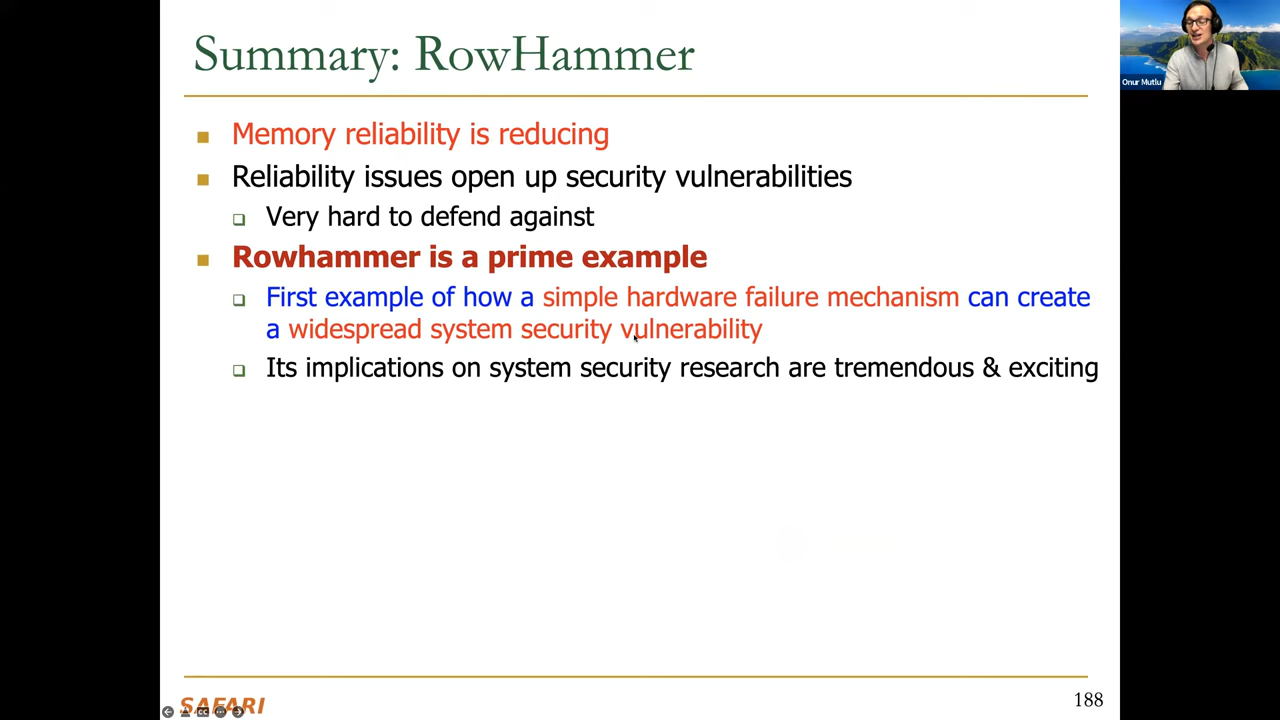 Summary: RowHammer
Onur Mutlu
Memory reliability is reducing
Reliability issues open up security vulnerabilities
Very hard to defend against
Rowhammer is a prime example
First example of how a simple hardware failure mechanism can create
a widespread system security vulnerability
Its implications on system security research are tremendous & exciting
SAFARI
188